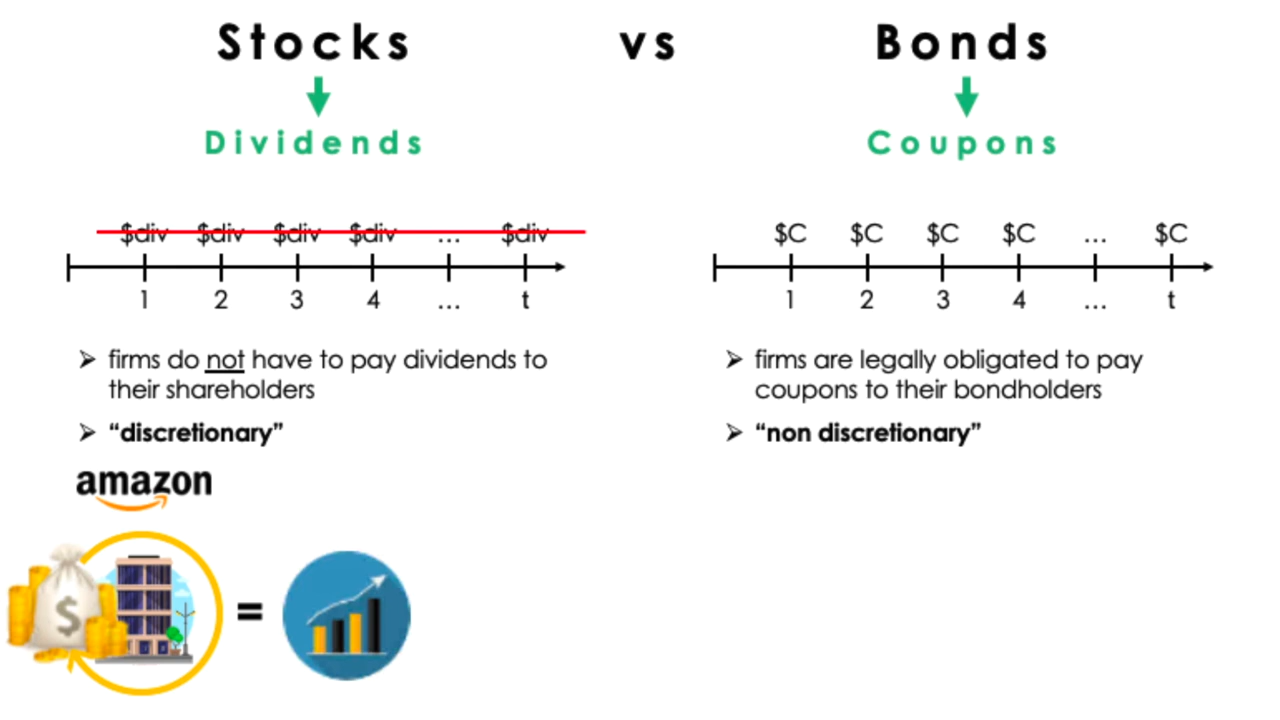 Stocks vs Bonds
Dividends
Coupons
$div $div $div $div ... $div
1 2 3 4 ... t
➢ firms do not have to pay dividends to
their shareholders
➢ “discretionary”
amazon
$
=
$C $C $C $C ... $C
1 2 3 4 ... t
➢ firms are legally obligated to pay
coupons to their bondholders
➢ “non discretionary”